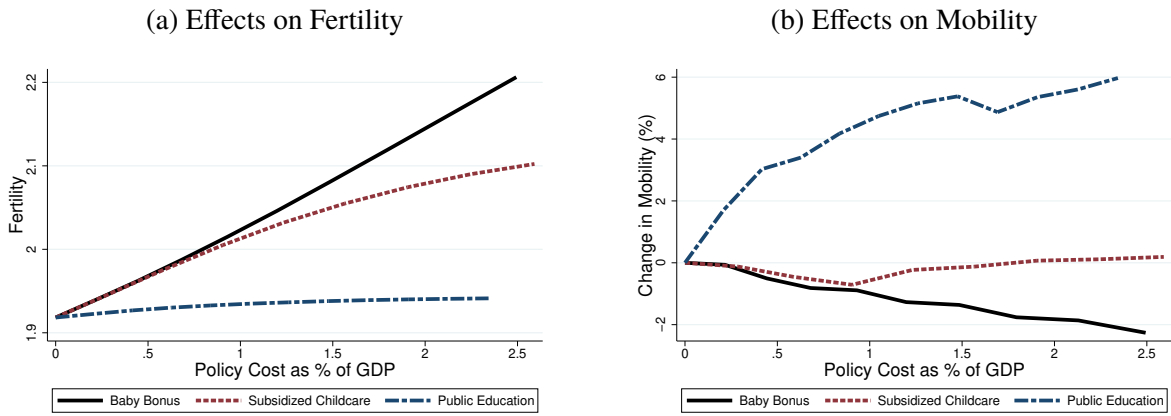 (a) Effects on Fertility
Fertility
2.2
2.1
2
1.9
0
.5
1
1.5
2
2.5
Policy Cost as % of GDP
Baby Bonus
Subsidized Childcare
Public Education
(b) Effects on Mobility
Change in Mobility (%)
6
4
2
0
−2
0
.5
1
1.5
2
2.5
Policy Cost as % of GDP
Baby Bonus
Subsidized Childcare
Public Education